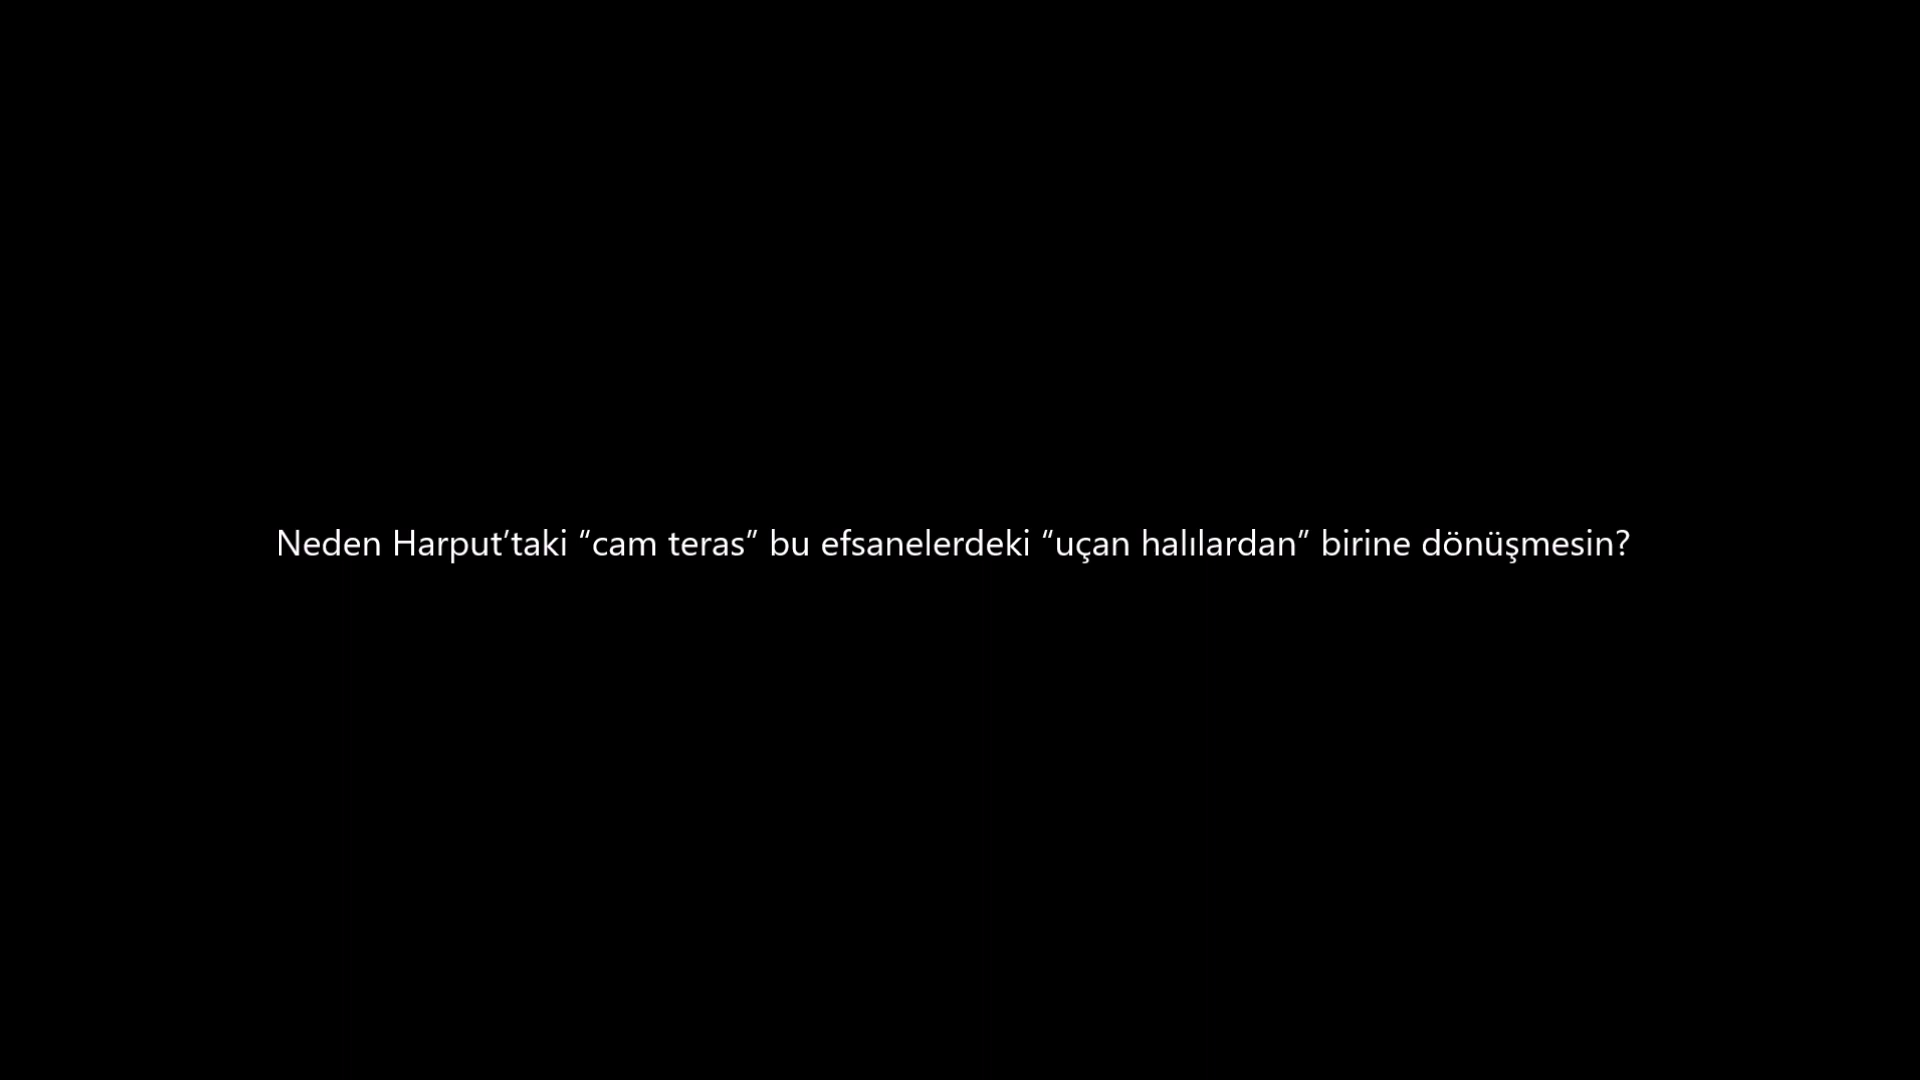 Neden Harput’taki “cam teras” bu efsanelerdeki “uçan halılardan” birine dönüşmesin?